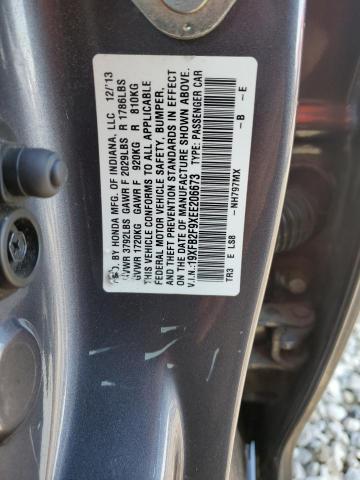 MFD. BY HONDA MFG. OF INDIANA, LLC 12/'13
GVWR 3792LBS GAWR F 2029LBS R 1786LBS
GVWR 1720KG GAWR F 920KG R 810KG
THIS VEHICLE CONFORMS TO ALL APPLICABLE
FEDERAL MOTOR VEHICLE SAFETY, BUMPER,
AND THEFT PREVENTION STANDARDS IN EFFECT
ON THE DATE OF MANUFACTURE SHOWN ABOVE.
V.I.N.: 19XFB2F9XEE200673 TYPE: PASSENGER CAR
NH797MX - B - E
TR3 E LS8